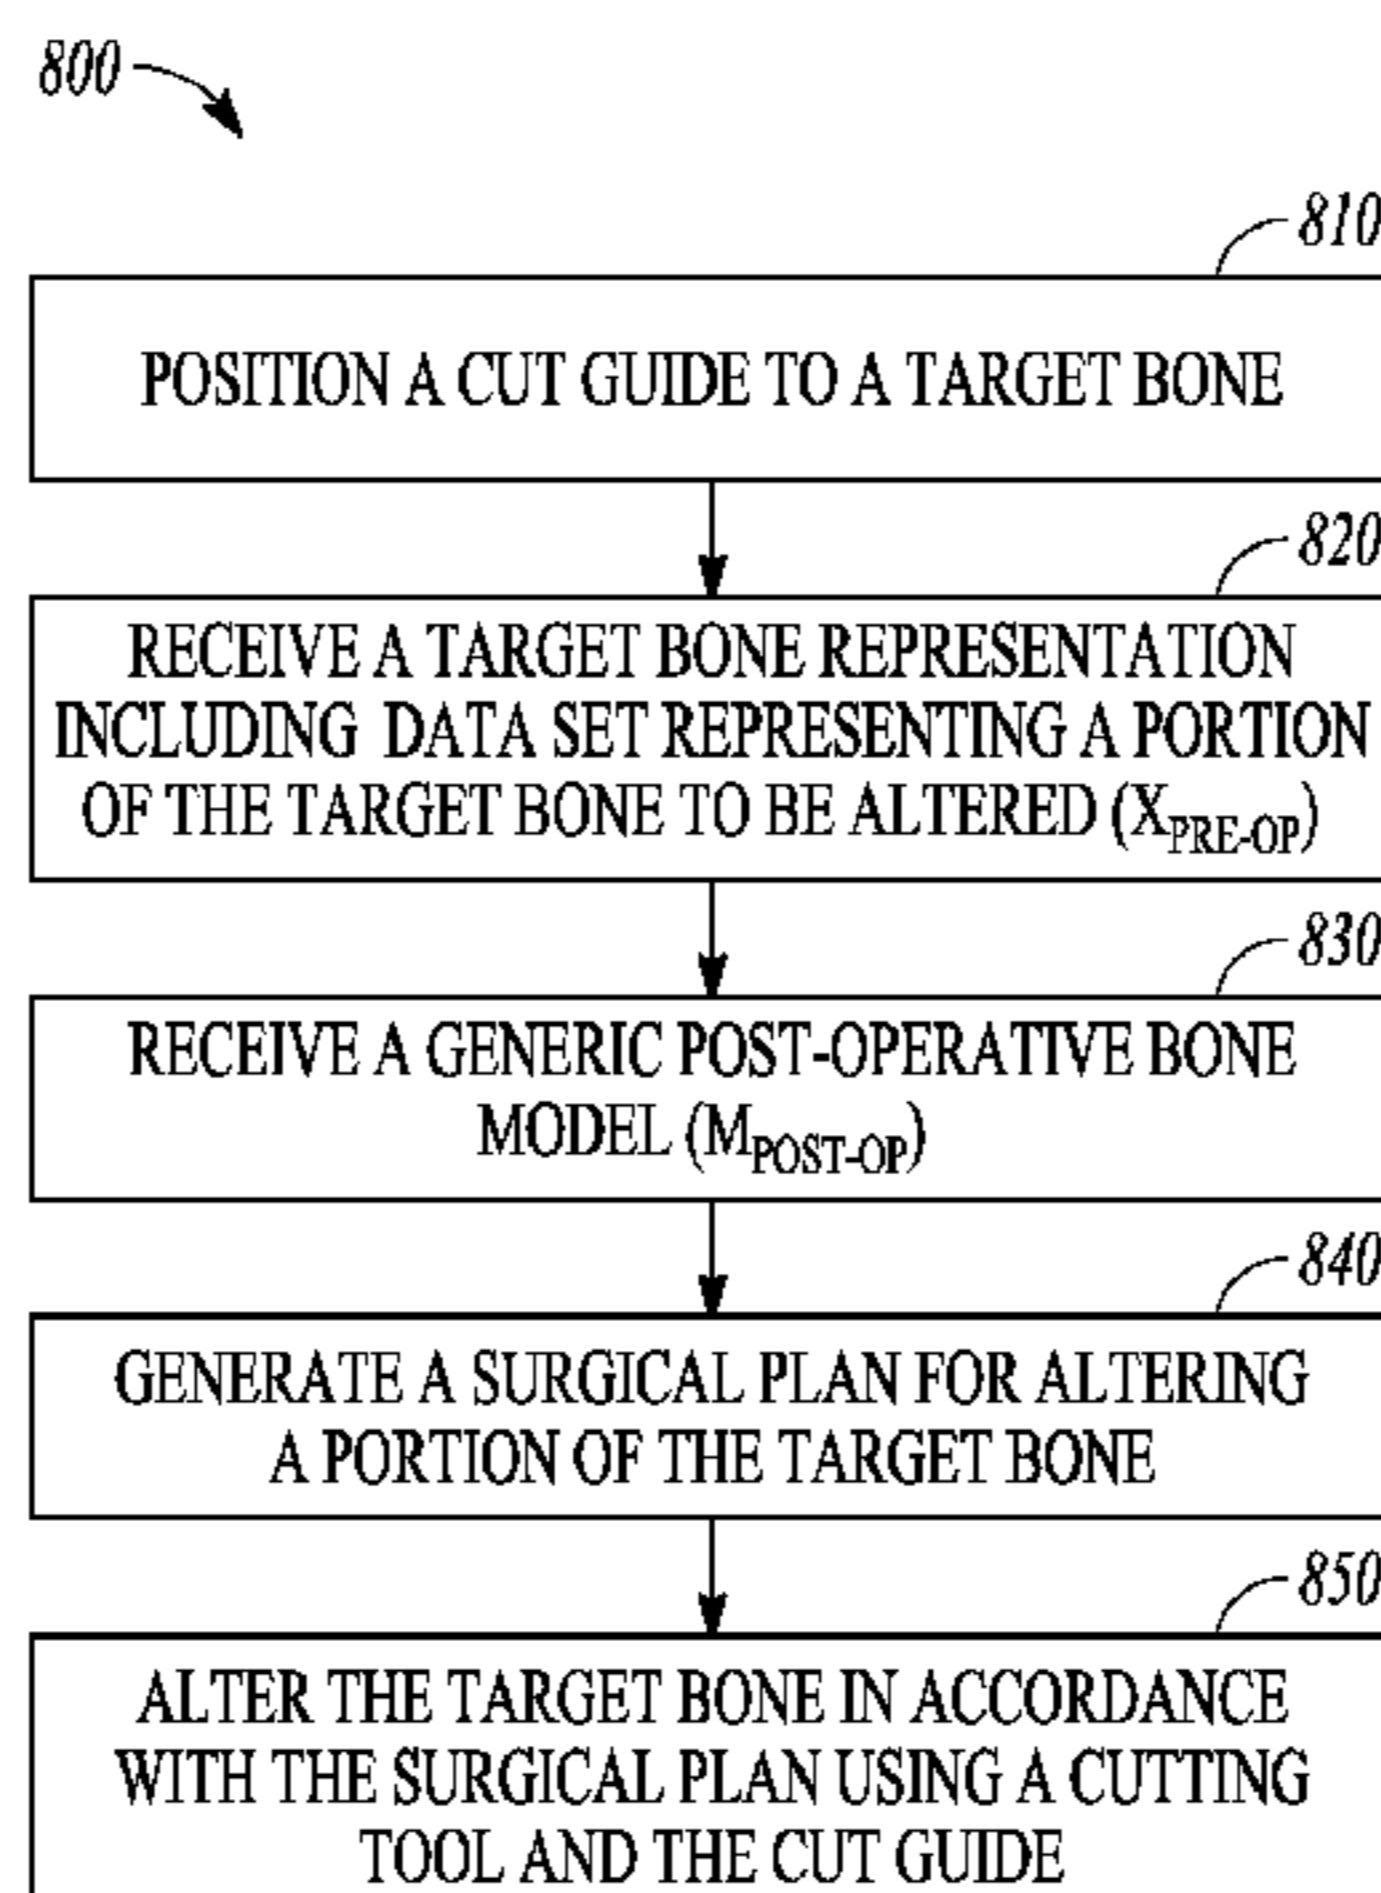 800
810
POSITION A CUT GUIDE TO A TARGET BONE
820
RECEIVE A TARGET BONE REPRESENTATION
INCLUDING DATA SET REPRESENTING A PORTION
OF THE TARGET BONE TO BE ALTERED (XPRE-OP)
830
RECEIVE A GENERIC POST-OPERATIVE BONE
MODEL (MPOST-OP)
840
GENERATE A SURGICAL PLAN FOR ALTERING
A PORTION OF THE TARGET BONE
850
ALTER THE TARGET BONE IN ACCORDANCE
WITH THE SURGICAL PLAN USING A CUTTING
TOOL AND THE CUT GUIDE